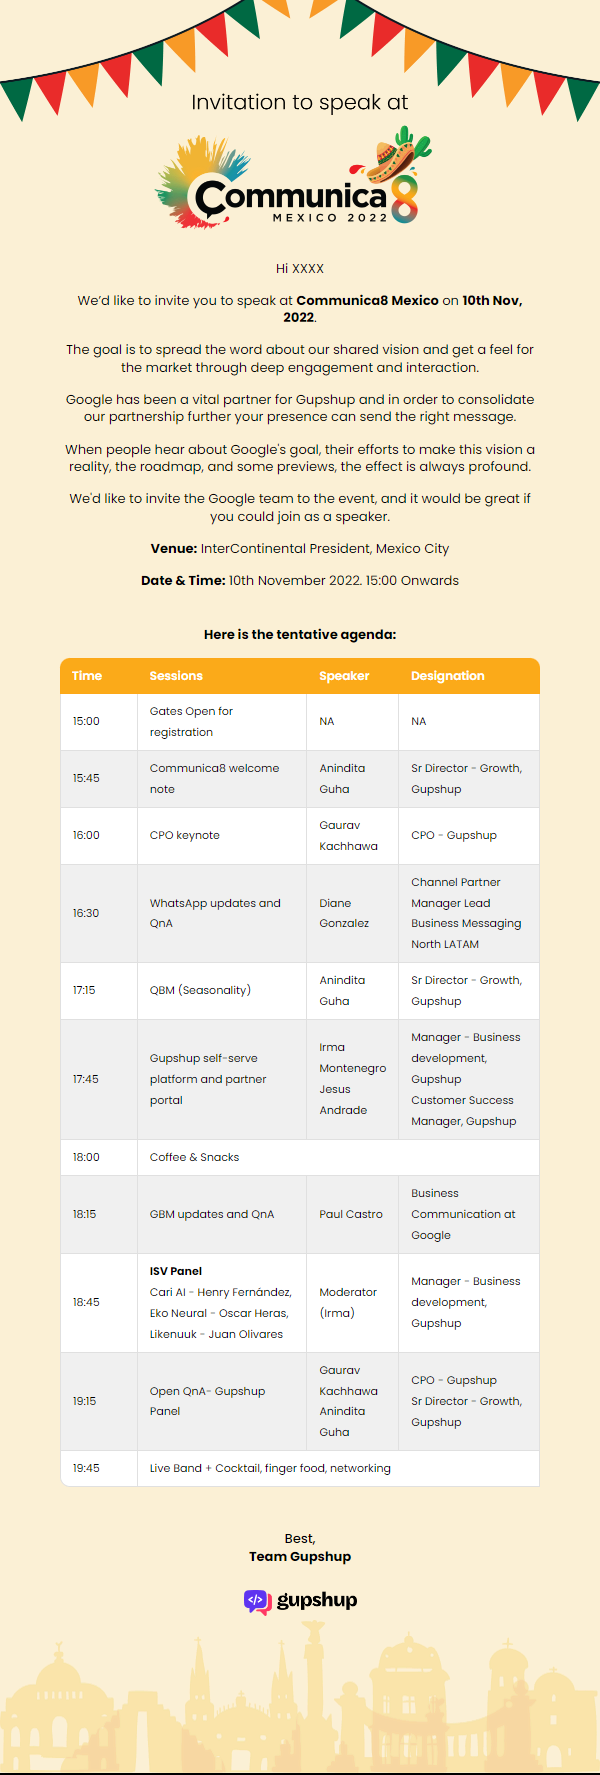 Invitation to speak at
Communica8
MEXICO 2022
Hi XXXX
We’d like to invite you to speak at Communica8 Mexico on 10th Nov,
2022.
The goal is to spread the word about our shared vision and get a feel for
the market through deep engagement and interaction.
Google has been a vital partner for Gupshup and in order to consolidate
our partnership further your presence can send the right message.
When people hear about Google's goal, their efforts to make this vision a
reality, the roadmap, and some previews, the effect is always profound.
We'd like to invite the Google team to the event, and it would be great if
you could join as a speaker.
Venue: InterContinental President, Mexico City
Date & Time: 10th November 2022. 15:00 Onwards
Here is the tentative agenda:
Time Sessions Speaker Designation
15:00
Gates Open for
registration
NA
NA
15:45
Communica8 welcome
note
Anindita
Guha
Sr Director - Growth,
Gupshup
16:00
CPO keynote
Gaurav
Kachhawa
CPO - Gupshup
16:30
WhatsApp updates and
QnA
Diane
Gonzalez
Channel Partner
Manager Lead
Business Messaging
North LATAM
17:15
QBM (Seasonality)
Anindita
Guha
Sr Director - Growth,
Gupshup
17:45
Gupshup self-serve
platform and partner
portal
Irma
Montenegro
Jesus
Andrade
Manager - Business
development,
Gupshup
Customer Success
Manager, Gupshup
18:00
Coffee & Snacks
18:15
GBM updates and QnA
Paul Castro
Business
Communication at
Google
18:45
ISV Panel
Cari AI - Henry Fernández,
Eko Neural - Oscar Heras,
Likenuuk - Juan Olivares
Moderator
(Irma)
Manager - Business
development,
Gupshup
19:15
Open QnA- Gupshup
Panel
Gaurav
Kachhawa
Anindita
Guha
CPO - Gupshup
Sr Director - Growth,
Gupshup
19:45
Live Band + Cocktail, finger food, networking
Best,
Team Gupshup
</> gupshup